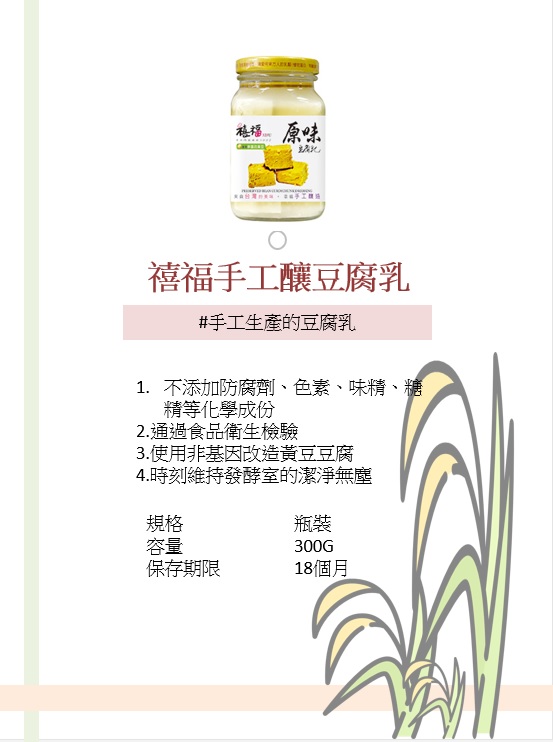 禧福
原味
豆腐乳
禧福手工釀豆腐乳
#手工生產的豆腐乳
1. 不添加防腐劑、色素、味精、糖
精等化學成份
2.通過食品衛生檢驗
3.使用非基因改造黃豆豆腐
4.時刻維持發酵室的潔淨無塵
規格 瓶裝
容量 300G
保存期限 18個月